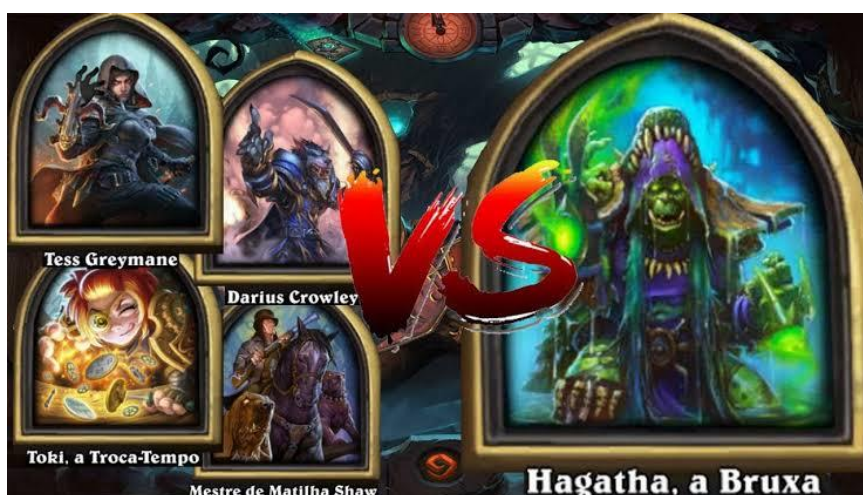 Tess Greymane
Darius Crowley
VS
Toki, a Troca-Tempo
Mestre de Matilha Shaw
Hagatha, a Bruxa